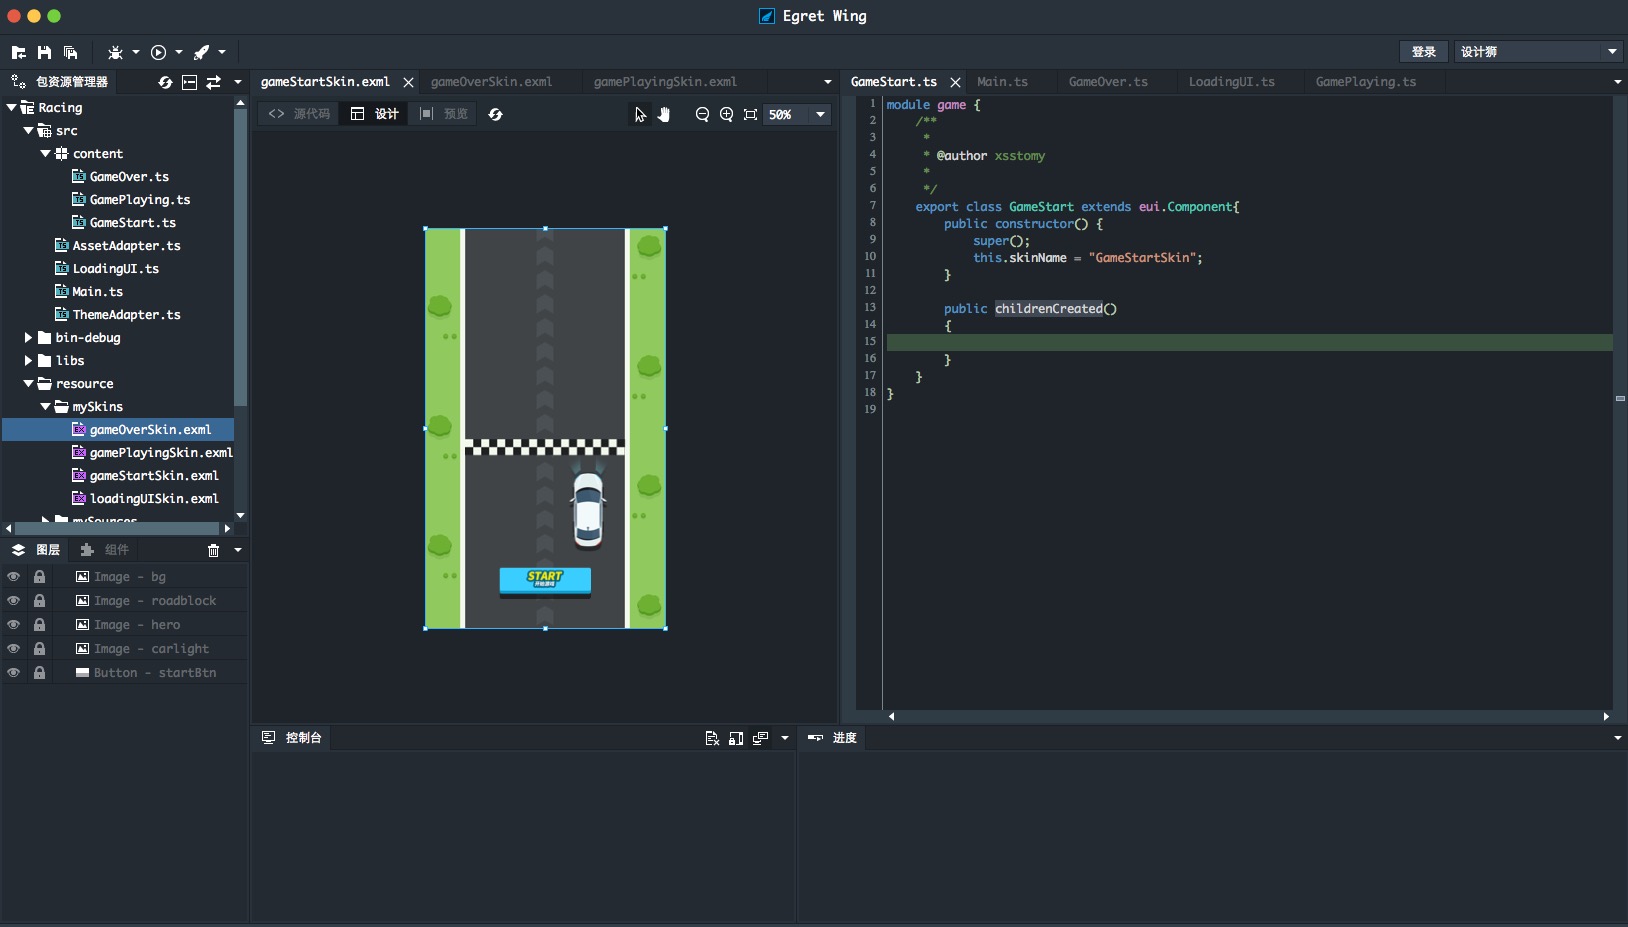 Egret Wing
登录
设计狮
包资源管理器
Racing
src
content
GameOver.ts
GamePlaying.ts
GameStart.ts
AssetAdapter.ts
LoadingUI.ts
Main.ts
ThemeAdapter.ts
bin-debug
libs
resource
mySkins
gameOverSkin.exml
gamePlayingSkin.exml
gameStartSkin.exml
loadingUISkin.exml
mySources
图层 组件
Image - bg
Image - roadblock
Image - hero
Image - carlight
Button - startBtn
gameStartSkin.exml gameOverSkin.exml gamePlayingSkin.exml
<> 源代码 设计 预览 50%
START
开始游戏
控制台
GameStart.ts Main.ts GameOver.ts LoadingUI.ts GamePlaying.ts
1 module game {
2 /**
3 *
4 * @author xsstomy
5 *
6 */
7 export class GameStart extends eui.Component{
8 public constructor() {
9 super();
10 this.skinName = "GameStartSkin";
11 }
12
13 public childrenCreated()
14 {
15
16 }
17 }
18 }
19
进度